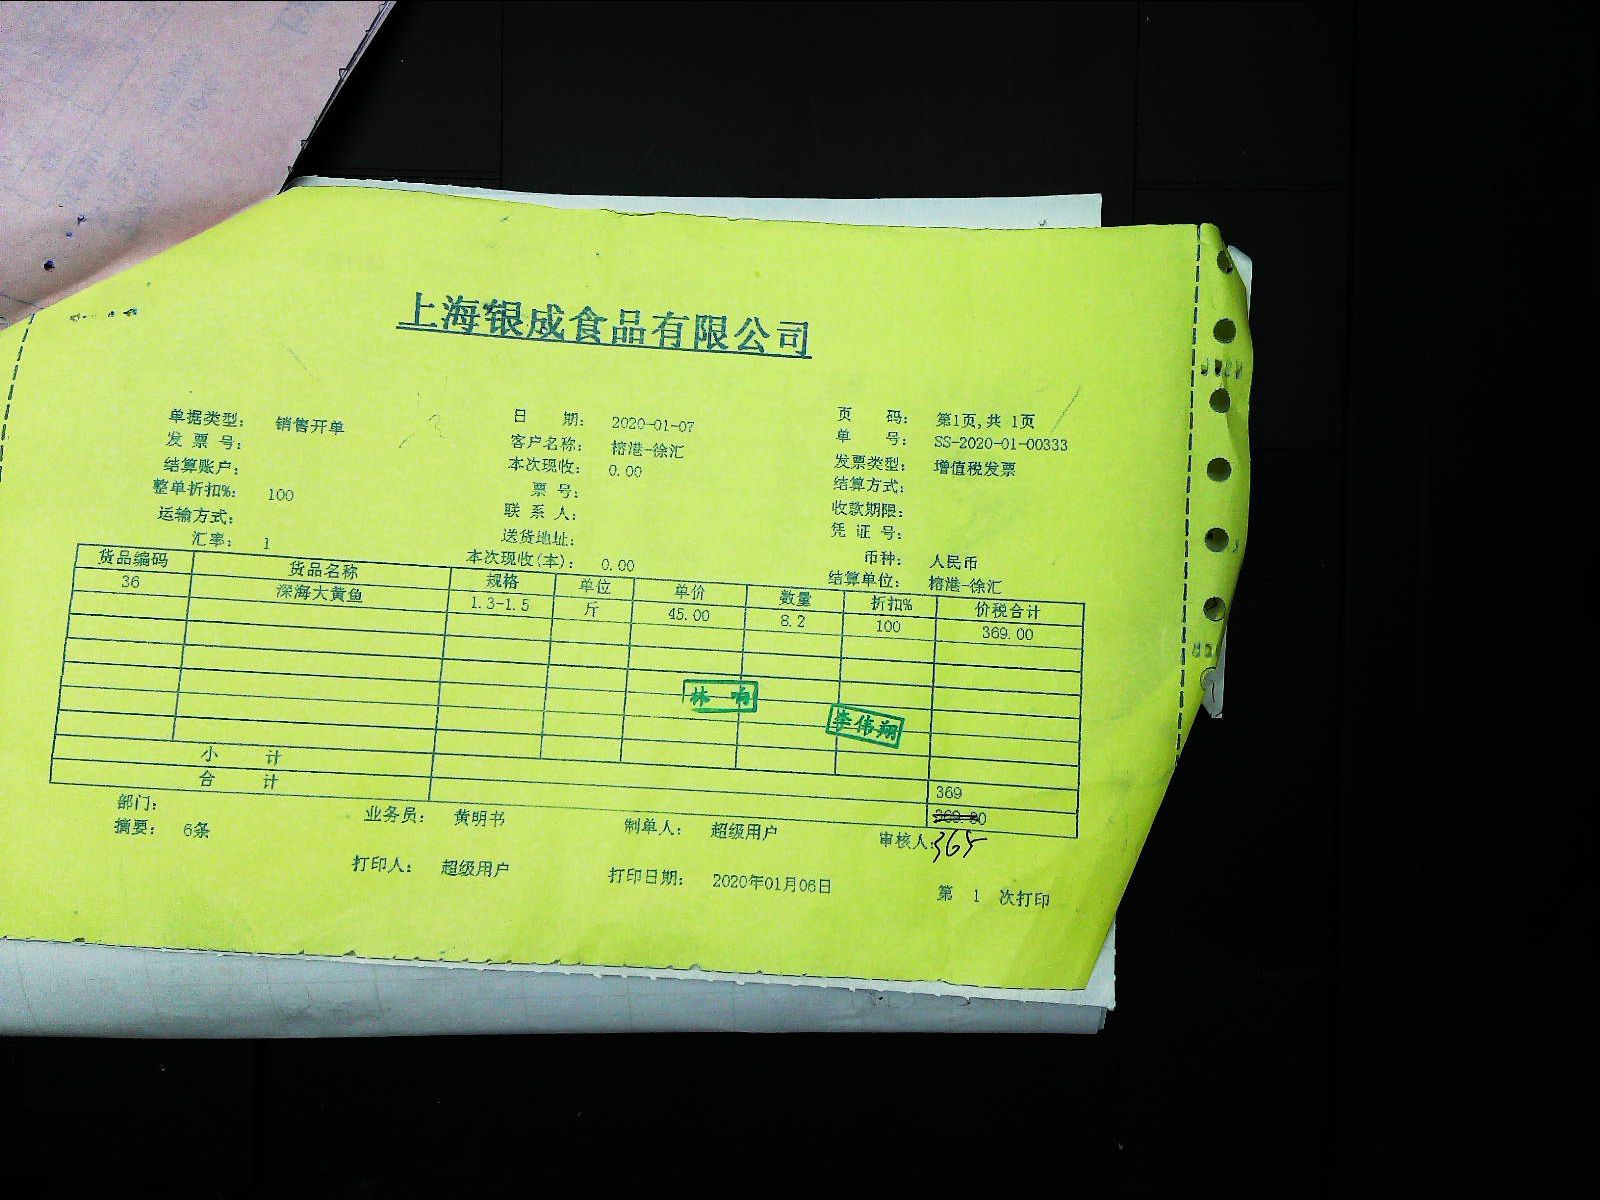 上海银成食品有限公司
单据类型： 销售开单 日 期： 2020-01-07 页 码： 第1页,共 1页
发 票 号： 客户名称： 榕港-徐汇 单 号： SS-2020-01-00333
结算账户： 本次现收： 0.00 发票类型： 增值税发票
整单折扣%： 100 票 号： 结算方式：
运输方式： 联 系 人： 收款期限：
汇率： 1 送货地址： 凭 证 号：
本次现收(本)： 0.00 币种： 人民币
结算单位： 榕港-徐汇
货品编码 货品名称 规格 单位 单价 数量 折扣% 价税合计
36 深海大黄鱼 1.3-1.5 斤 45.00 8.2 100 369.00
林 响
李伟翔
小 计 369
合 计 369.00
部门： 业务员： 黄明书 制单人： 超级用户 审核人： 365
摘要： 6条
打印人： 超级用户 打印日期： 2020年01月06日 第 1 次打印